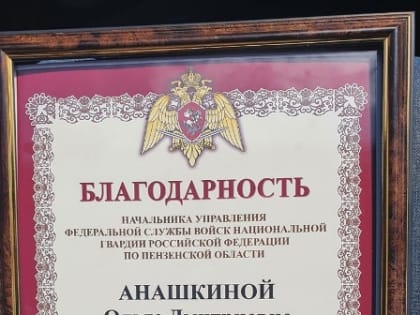 БЛАГОДАРНОСТЬ
НАЧАЛЬНИКА УПРАВЛЕНИЯ
ФЕДЕРАЛЬНОЙ СЛУЖБЫ ВОЙСК НАЦИОНАЛЬНОЙ
ГВАРДИИ РОССИЙСКОЙ ФЕДЕРАЦИИ
ПО ПЕНЗЕНСКОЙ ОБЛАСТИ
АНАШКИНОЙ